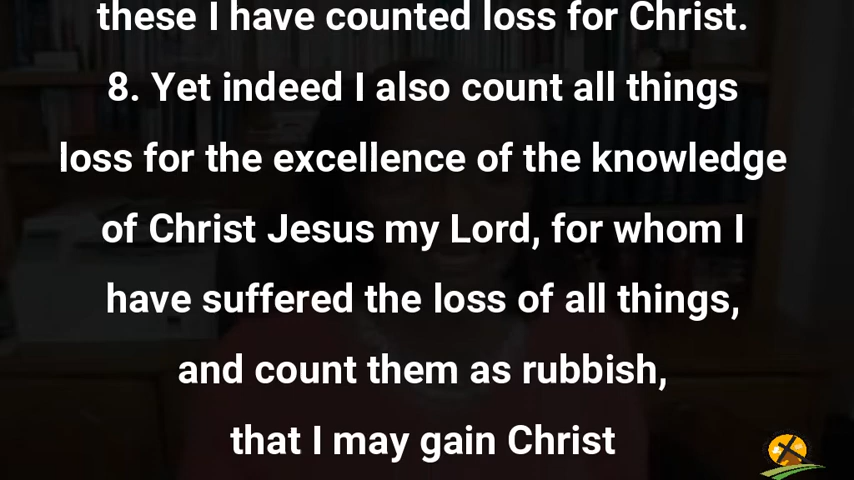 these I have counted loss for Christ.
8. Yet indeed I also count all things
loss for the excellence of the knowledge
of Christ Jesus my Lord, for whom I
have suffered the loss of all things,
and count them as rubbish,
that I may gain Christ